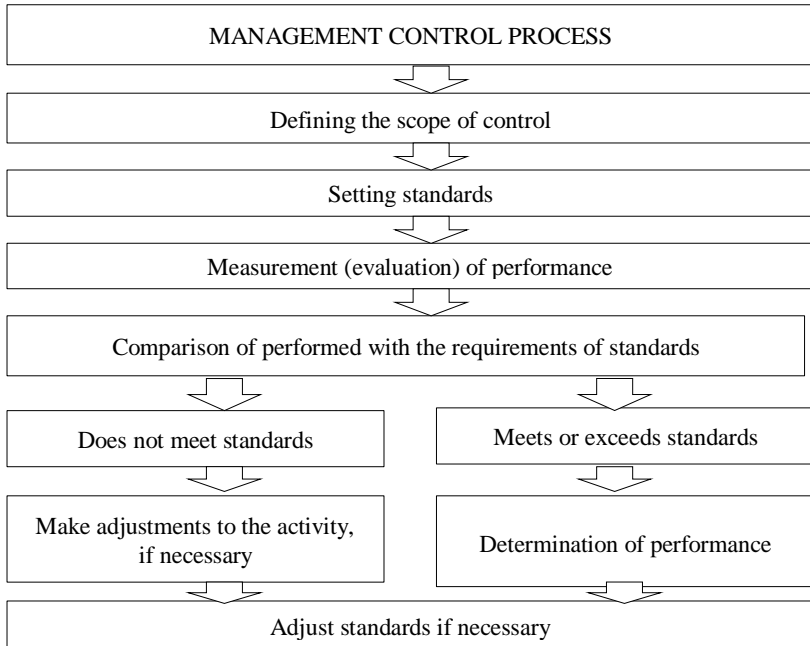 MANAGEMENT CONTROL PROCESS
Defining the scope of control
Setting standards
Measurement (evaluation) of performance
Comparison of performed with the requirements of standards
Does not meet standards
Meets or exceeds standards
Make adjustments to the activity,
if necessary
Determination of performance
Adjust standards if necessary